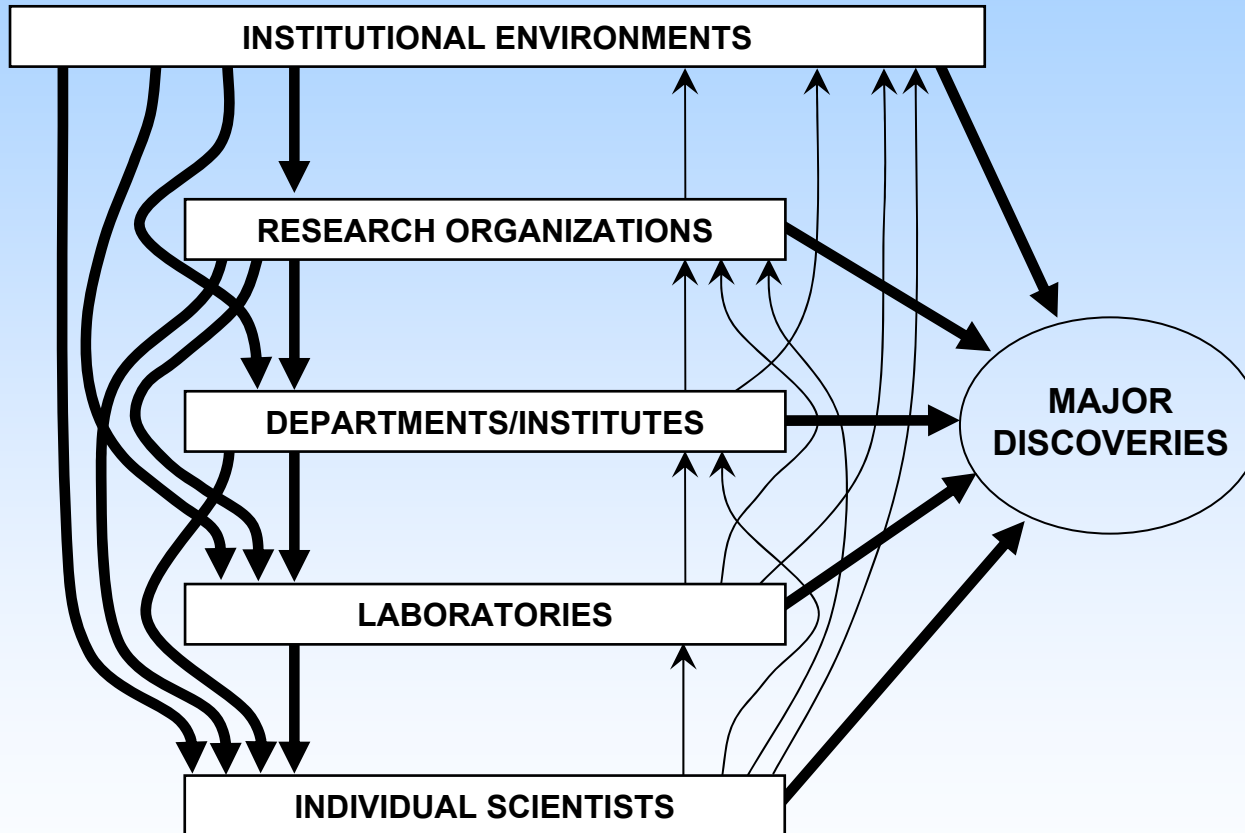 INSTITUTIONAL ENVIRONMENTS
RESEARCH ORGANIZATIONS
DEPARTMENTS/INSTITUTES
MAJOR
DISCOVERIES
LABORATORIES
INDIVIDUAL SCIENTISTS